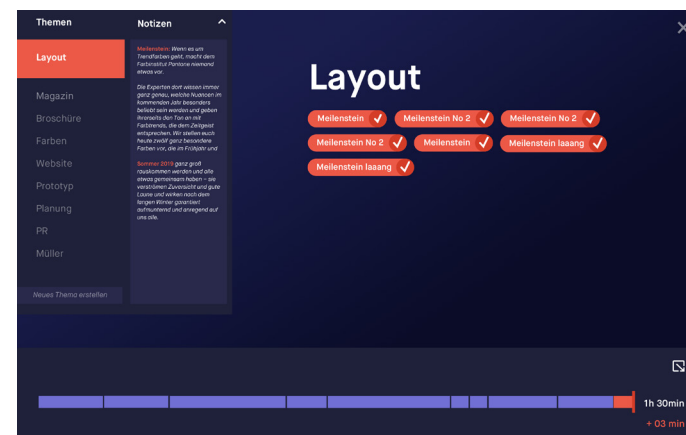 Themen
Layout
Magazin
Broschüre
Farben
Website
Prototyp
Planung
PR
Müller
Neues Thema erstellen
Notizen
Meilenstein: Wenn es um
Trendfarben geht, macht dem
Farbinstitut Pantone niemand
etwas vor.
Die Experten dort wissen immer
ganz genau, welche Nuancen im
kommenden Jahr besonders
beliebt sein werden und geben
ihrerseits den Ton an mit
Farbtrends, die dem Zeitgeist
entsprechen. Wir stellen euch
heute zwölf ganz besondere
Farben vor, die im Frühjahr und
Sommer 2019 ganz groß
rauskommen werden und alle
etwas gemeinsam haben – sie
verströmen Zuversicht und gute
Laune und wirken nach dem
langen Winter garantiert
aufmunternd und anregend auf
uns alle.
Layout
Meilenstein
Meilenstein No 2
Meilenstein No 2
Meilenstein No 2
Meilenstein
Meilenstein laaang
Meilenstein laaang
1h 30min
+ 03 min